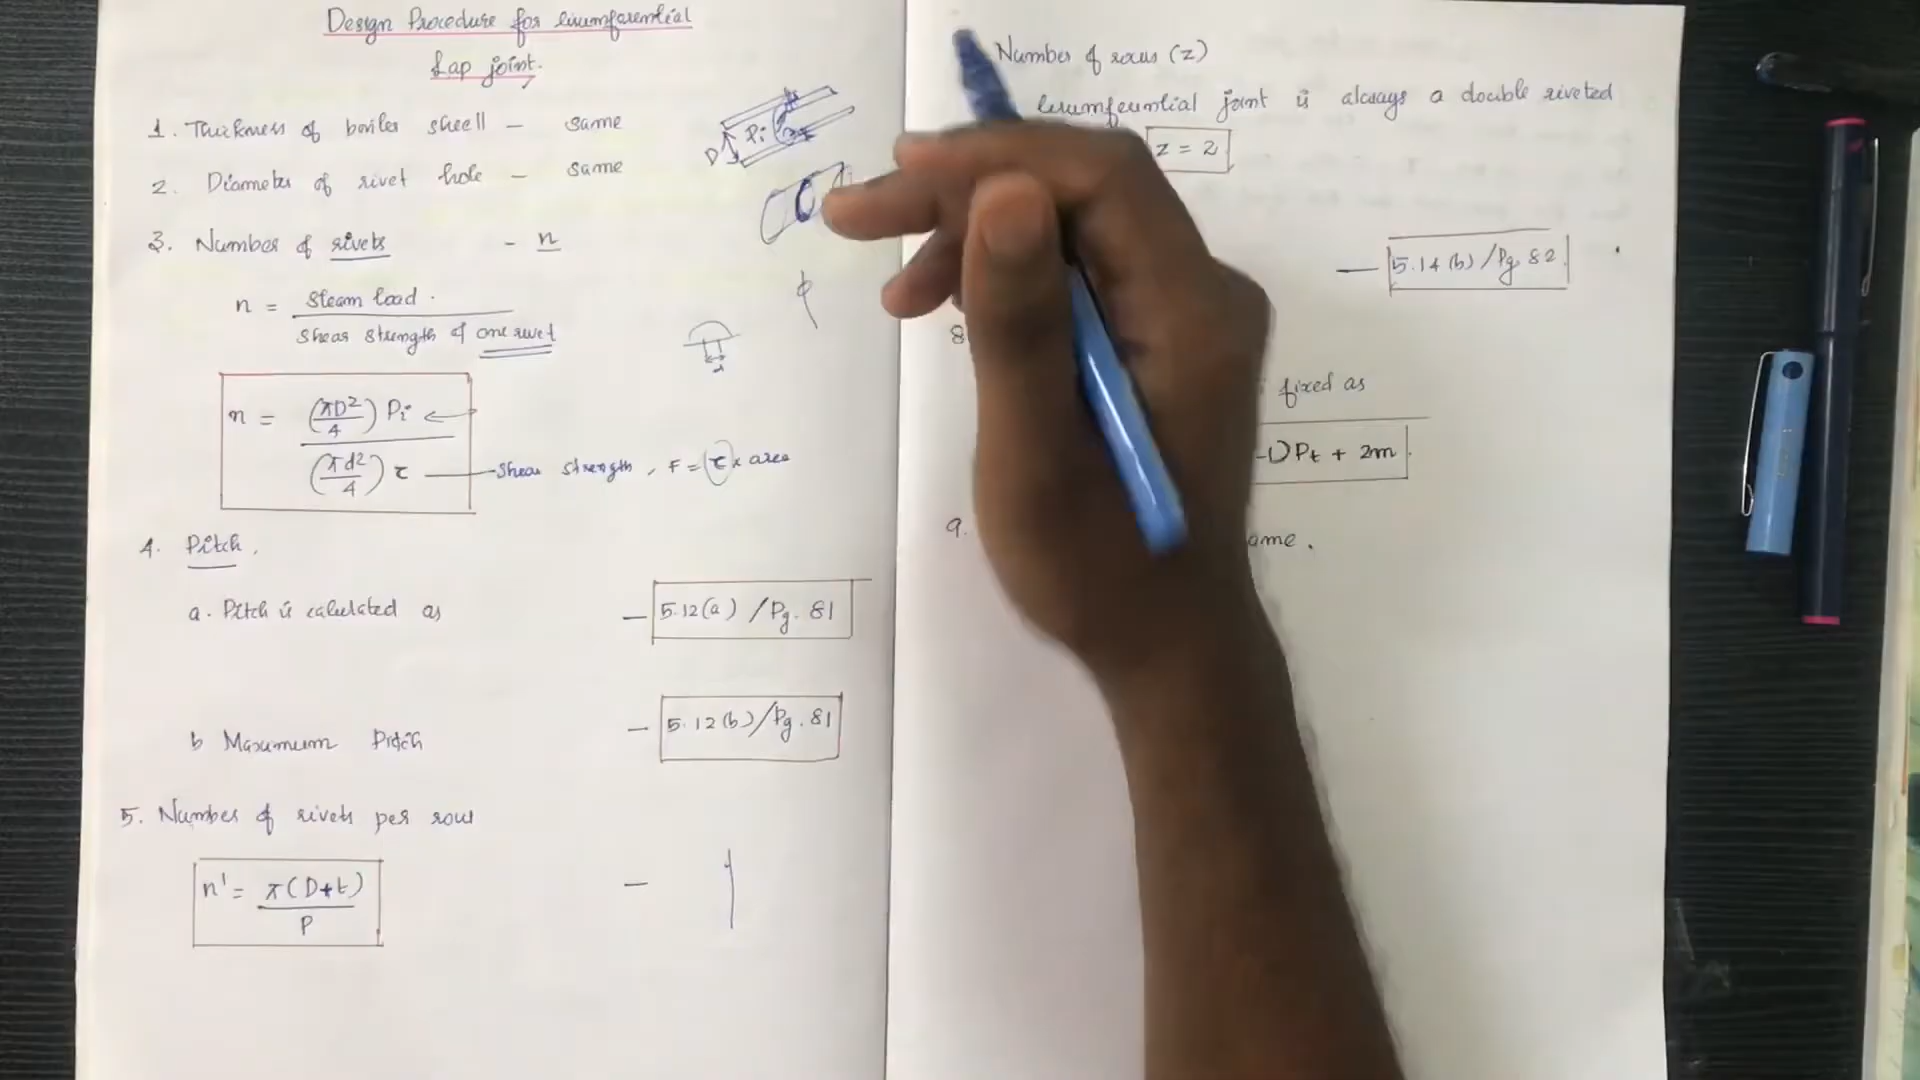 Design Procedure for Circumferential
Lap joint.
1. Thickness of boiler shell - same
2. Diameter of rivet hole - same
3. Number of rivets - n
n = Steam load.
Shear strength of one rivet
n = (πD²/4) Pi
(πd²/4) τ — Shear strength, F = (τ) × area
4. Pitch.
a. Pitch is calculated as - 5.12(a) / Pg. 81
b Maximum Pitch - 5.12(b) / Pg. 81
5. Number of rivets per row
n' = π(D+t) / P -
D Pi
d
Number of rows (z)
Circumferential joint is always a double riveted
z = 2
— 5.14(b) / Pg 82
8
fixed as
-1) Pt + 2m
9. ame.